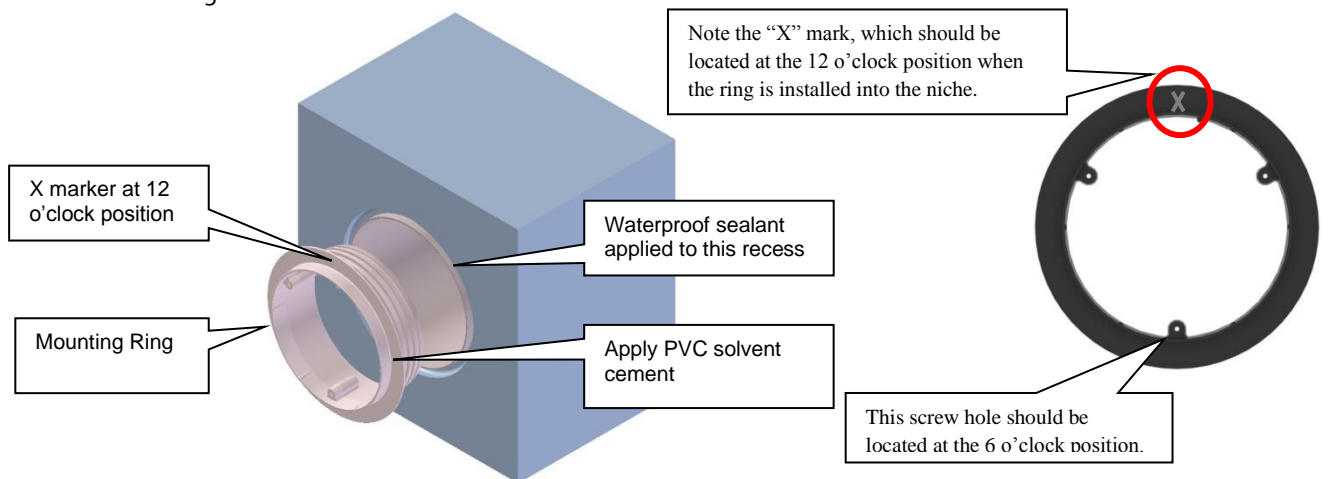 Note the “X” mark, which should be
located at the 12 o’clock position when
the ring is installed into the niche.
X
X marker at 12
o’clock position
Waterproof sealant
applied to this recess
Mounting Ring
Apply PVC solvent
cement
This screw hole should be
located at the 6 o’clock position.